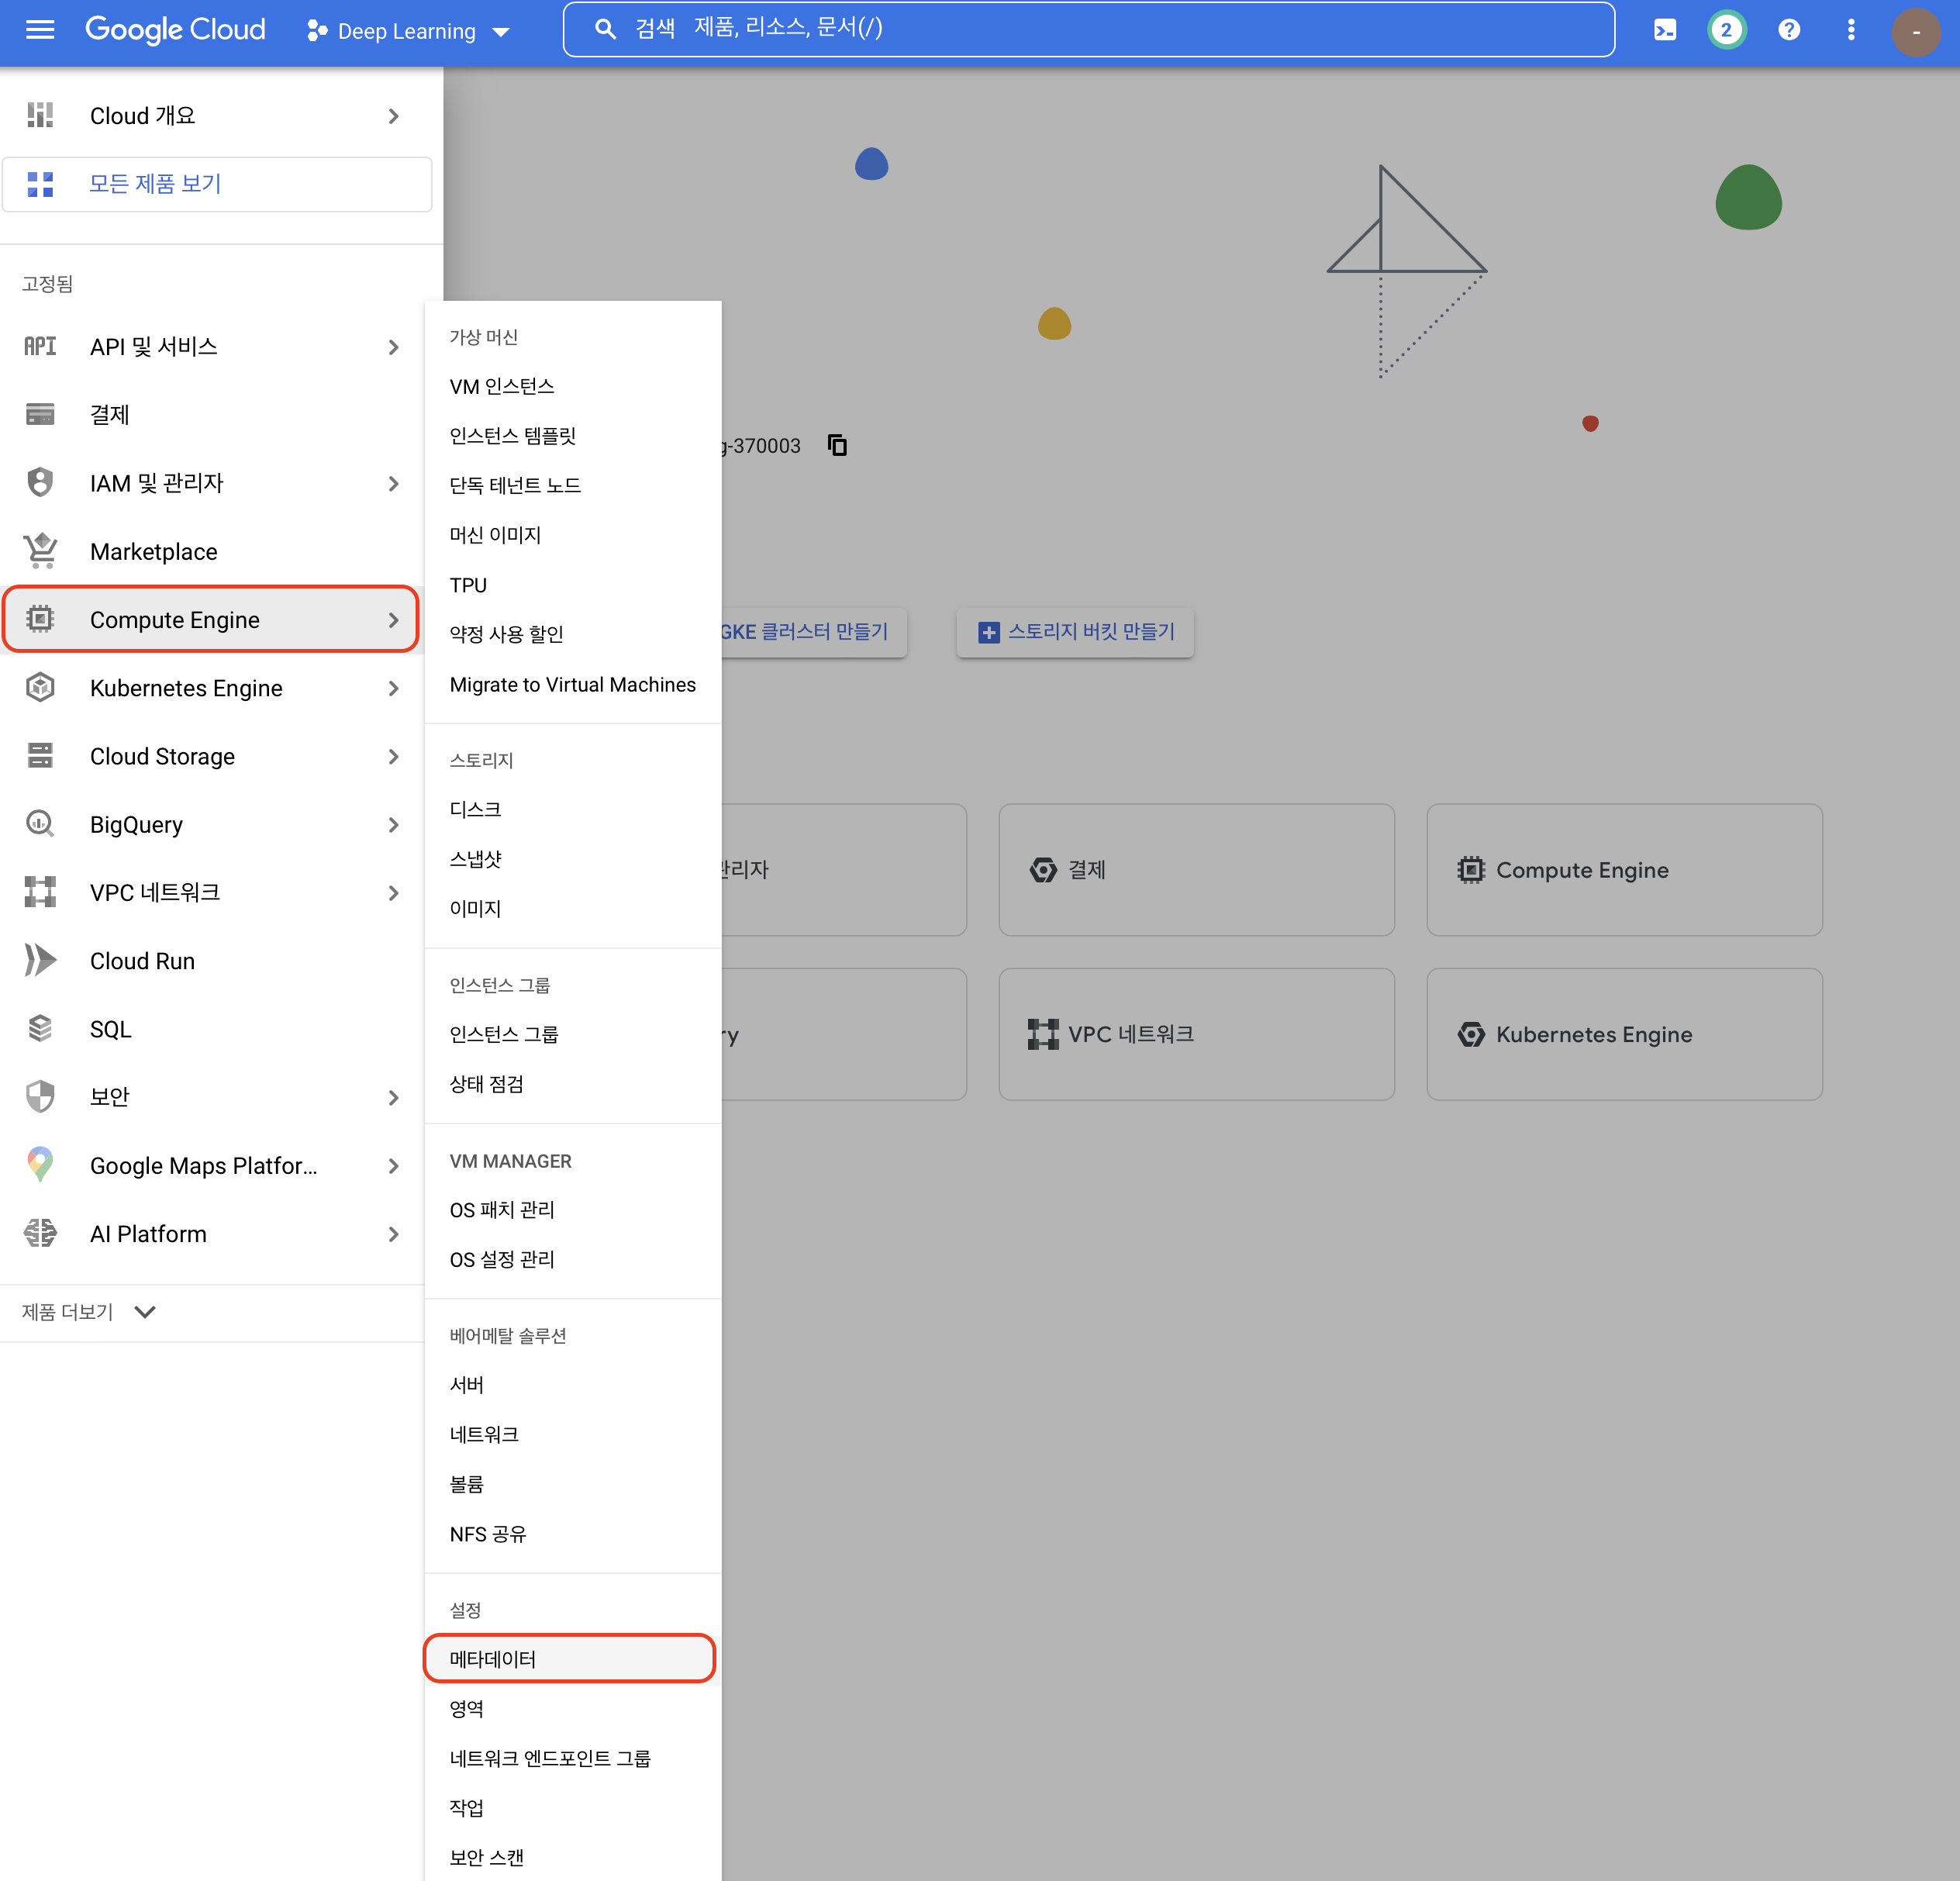 Google Cloud
Deep Learning
검색 제품, 리소스, 문서(/)
2
-
Cloud 개요
모든 제품 보기
고정됨
API API 및 서비스
결제
IAM 및 관리자
Marketplace
Compute Engine
Kubernetes Engine
Cloud Storage
BigQuery
VPC 네트워크
Cloud Run
SQL
보안
Google Maps Platfor...
AI Platform
제품 더보기
가상 머신
VM 인스턴스
인스턴스 템플릿
단독 테넌트 노드
머신 이미지
TPU
약정 사용 할인
Migrate to Virtual Machines
스토리지
디스크
스냅샷
이미지
인스턴스 그룹
인스턴스 그룹
상태 점검
VM MANAGER
OS 패치 관리
OS 설정 관리
베어메탈 솔루션
서버
네트워크
볼륨
NFS 공유
설정
메타데이터
영역
네트워크 엔드포인트 그룹
작업
보안 스캔
g-370003
GKE 클러스터 만들기
스토리지 버킷 만들기
관리자
결제
Compute Engine
ry
VPC 네트워크
Kubernetes Engine